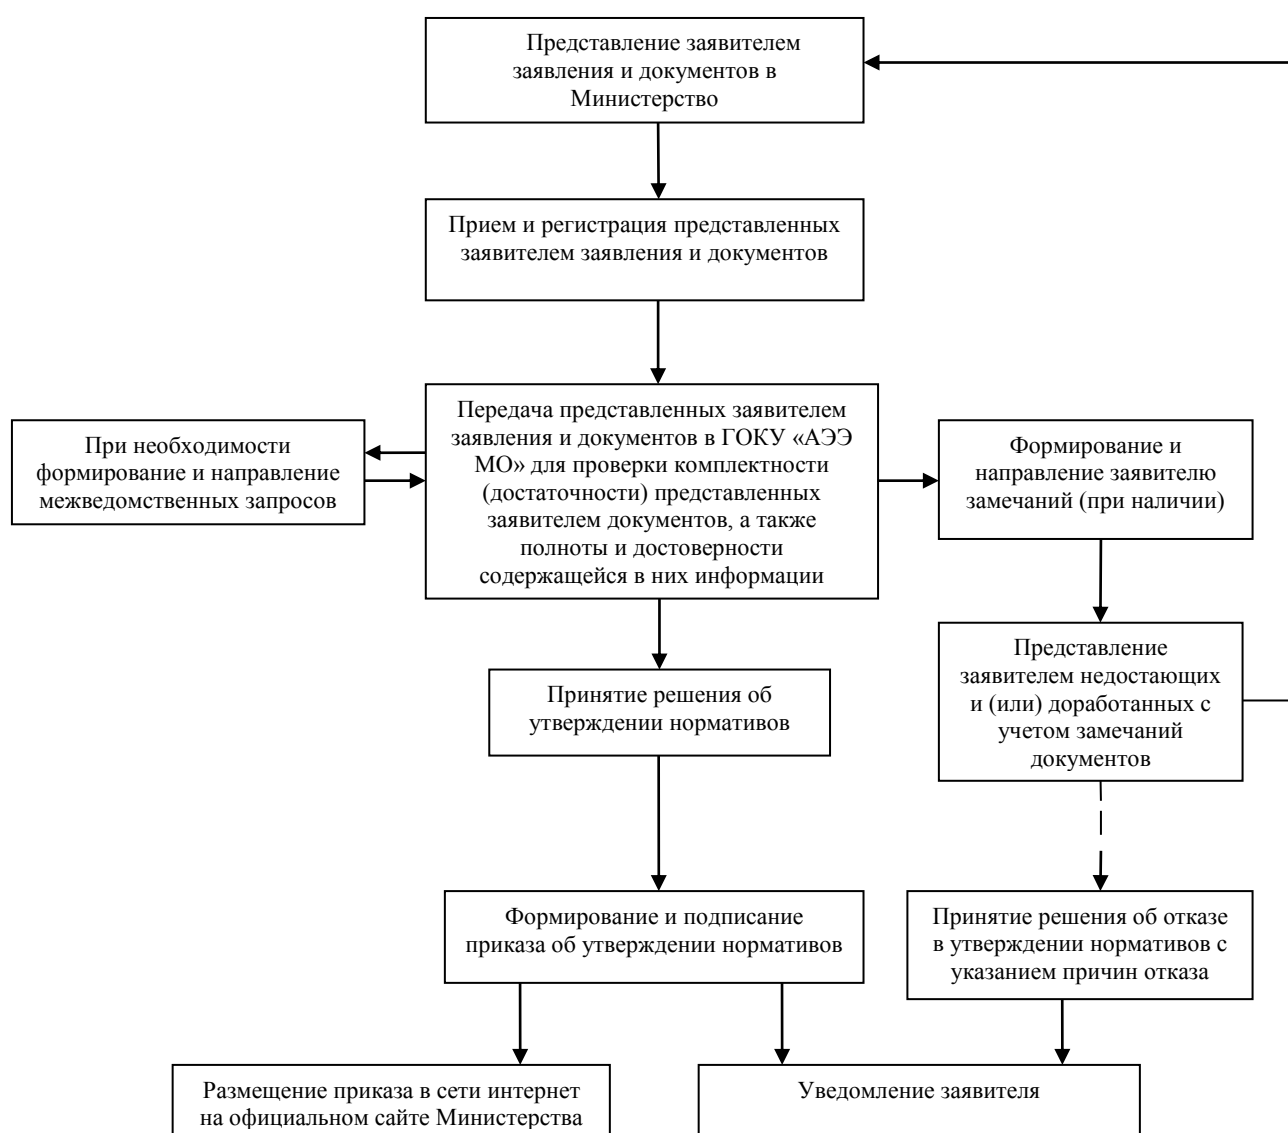 Представление заявителем
заявления и документов в
Министерство
Прием и регистрация представленных
заявителем заявления и документов
При необходимости
формирование и направление
межведомственных запросов
Передача представленных заявителем
заявления и документов в ГОКУ «АЭЭ
МО» для проверки комплектности
(достаточности) представленных
заявителем документов, а также
полноты и достоверности
содержащейся в них информации
Формирование и
направление заявителю
замечаний (при наличии)
Представление
заявителем недостающих
и (или) доработанных с
учетом замечаний
документов
Принятие решения об
утверждении нормативов
Формирование и подписание
приказа об утверждении нормативов
Принятие решения об отказе
в утверждении нормативов с
указанием причин отказа
Размещение приказа в сети интернет
на официальном сайте Министерства
Уведомление заявителя